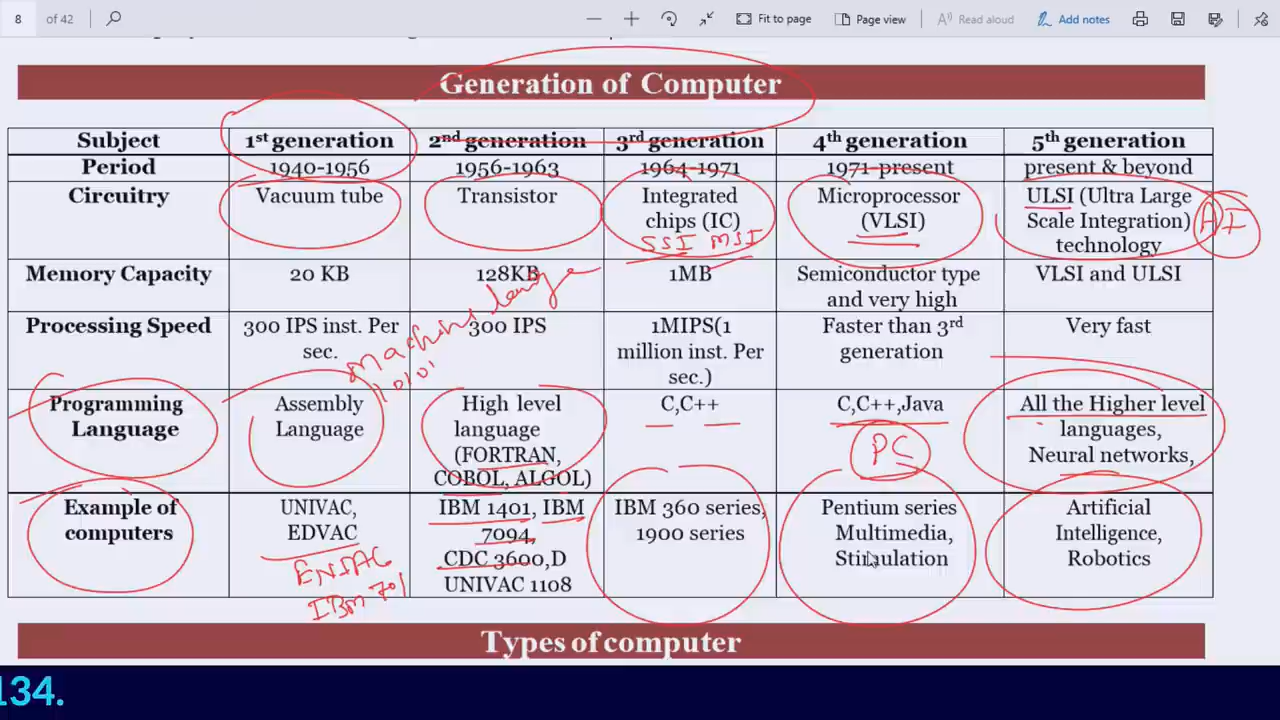 8 of 42 Fit to page Page view Read aloud Add notes
Generation of Computer
Subject 1st generation 2nd generation 3rd generation 4th generation 5th generation
Period 1940-1956 1956-1963 1964-1971 1971-present present & beyond
Circuitry Vacuum tube Transistor Integrated Microprocessor ULSI (Ultra Large
chips (IC) (VLSI) Scale Integration) AI
SSI MSI technology
Memory Capacity 20 KB 128KB 1MB Semiconductor type VLSI and ULSI
and very high
Machine language
10101
Processing Speed 300 IPS inst. Per 300 IPS 1MIPS(1 Faster than 3rd Very fast
sec. million inst. Per generation
sec.)
Programming Assembly High level C,C++ C,C++,Java All the Higher level
Language Language language languages,
(FORTRAN, PC Neural networks,
COBOL, ALGOL)
Example of UNIVAC, IBM 1401, IBM IBM 360 series, Pentium series Artificial
computers EDVAC 7094, 1900 series Multimedia, Intelligence,
ENIAC CDC 3600,D Stimulation Robotics
IBM 701 UNIVAC 1108
Types of computer
134.